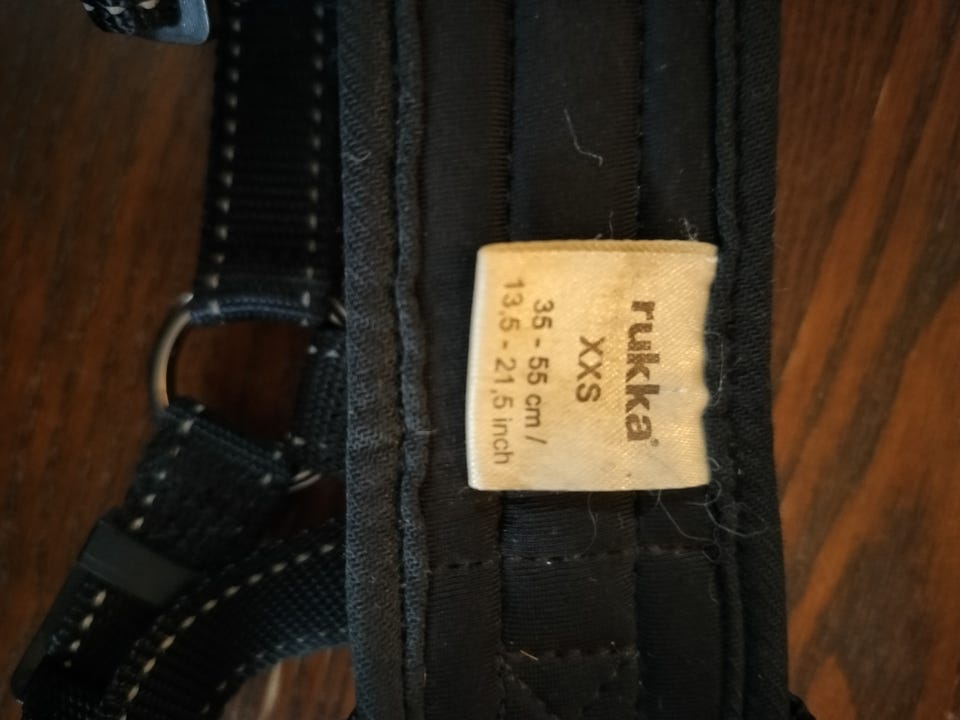 rukka®
XXS
35 - 55 cm /
13,5 - 21,5 inch